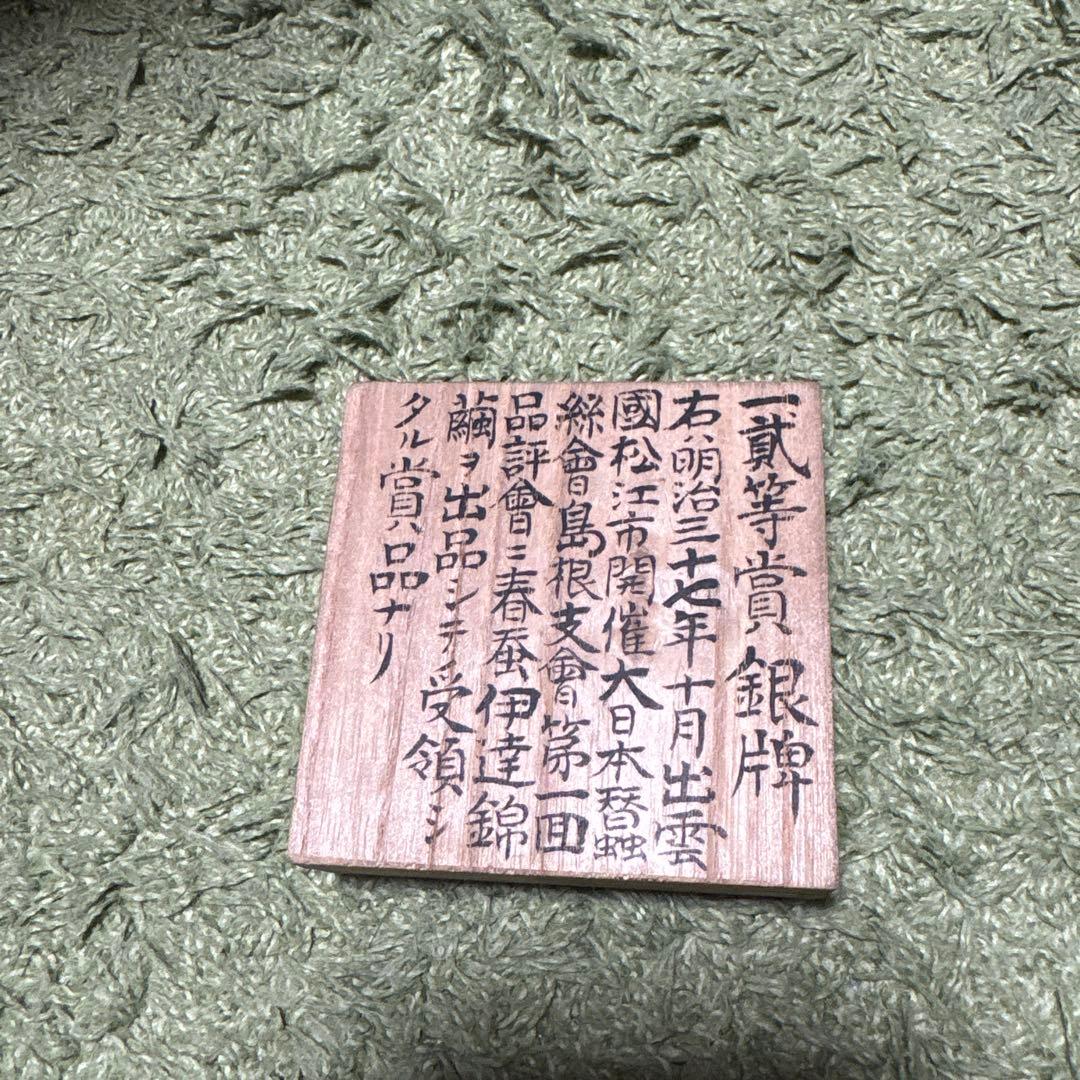 一貳等賞銀牌
右ハ明治三十七年十月出雲
國松江市開催大日本蠶
絲會島根支會第一回
品評會ニ春蚕伊達錦
繭ヲ出品シテ受領シ
タル賞品ナリ